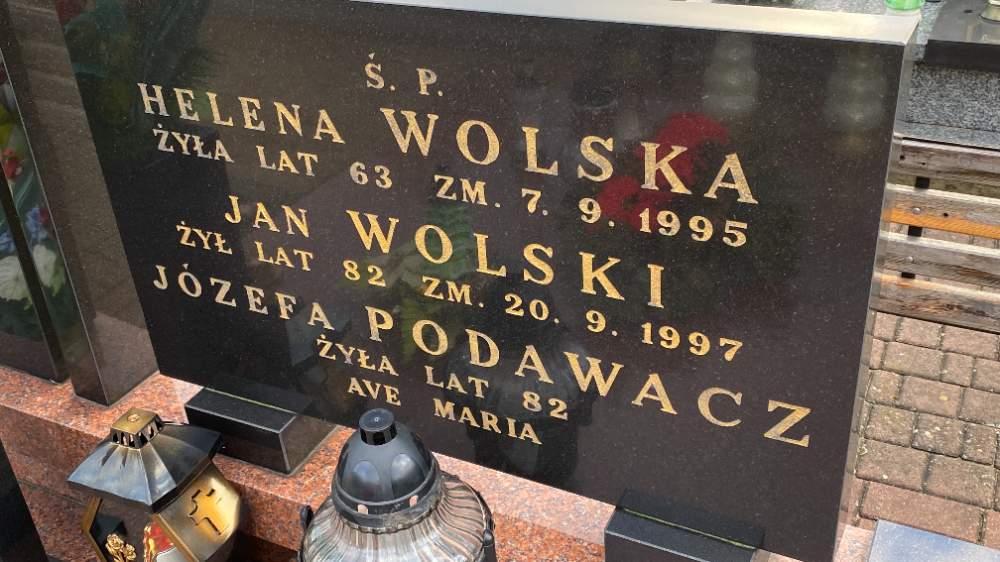 Ś. P.
HELENA WOLSKA
ŻYŁA LAT 63 ZM. 7. 9. 1995
JAN WOLSKI
ŻYŁ LAT 82 ZM. 20. 9. 1997
JÓZEFA PODAWACZ
ŻYŁA LAT 82
AVE MARIA